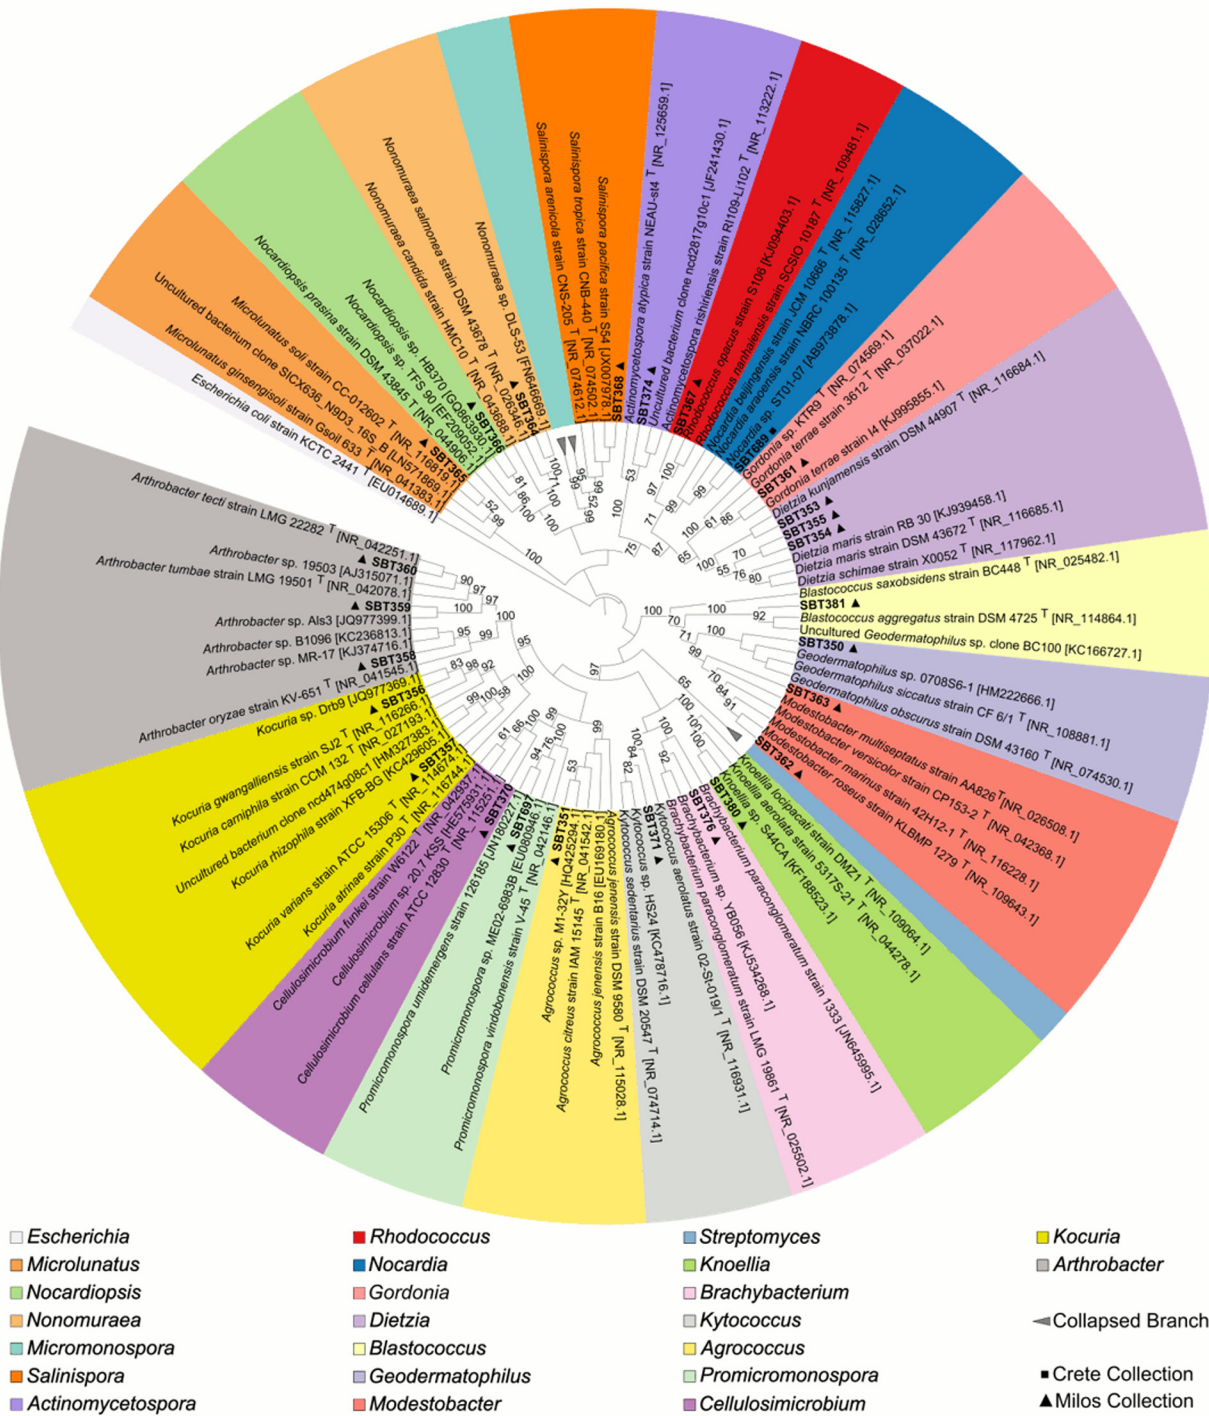 Escherichia coli strain KCTC 2441 T [EU014689.1]
Microlunatus ginsengisoli strain Gsoil 633 T [NR_041383.1]
Uncultured bacterium clone SICX636_N9D3_16S_B [LN571869.1]
Microlunatus soli strain CC-012602 T [NR_116819.1]
▲ SBT365
Nocardiopsis prasina strain DSM 43845 T [NR_044906.1]
Nocardiopsis sp. TFS 90 [EF209052.1]
Nocardiopsis sp. HB370 [GQ863930.1]
▲ SBT366
Nonomuraea candida strain HMC10 T [NR_043689.1]
Nonomuraea salmonea strain DSM 43678 T [NR_026346.1]
▲ SBT364
Nonomuraea sp. DLS-53 [FN646669.1]
Salinispora arenicola strain CNS-205 T [NR_074612.1]
Salinispora tropica strain CNB-440 T [NR_074502.1]
Salinispora pacifica strain S54 [JX007978.1]
SBT368 ▲
Actinomycetospora atypica strain NEAU-st4 T [NR_125659.1]
SBT374 ▲
Uncultured bacterium clone ncd2817g10c1 [JF241430.1]
Actinomycetospora rishiriensis strain RI109-Li102 T [NR_113222.1]
SBT367 ▲
Rhodococcus opacus strain S106 [KJ094403.1]
Rhodococcus nanhaiensis strain SCSIO 10187 T [NR_109481.1]
Nocardia beijingensis strain JCM 10666 T [NR_115827.1]
Nocardia araoensis strain NBRC 100135 T [NR_028652.1]
Nocardia sp. ST01-07 [AB973878.1]
SBT689 ■
Gordonia sp. KTR9 T [NR_074569.1]
Gordonia terrae strain 3612 T [NR_037022.1]
SBT361 ▲
Gordonia terrae strain I4 [KJ995855.1]
Dietzia kunjamensis strain DSM 44907 T [NR_116684.1]
SBT353 ▲
SBT355 ▲
SBT354 ▲
Dietzia maris strain RB 30 [KJ939458.1]
Dietzia maris strain DSM 43672 T [NR_116685.1]
Dietzia schimae strain X0052 T [NR_117962.1]
Blastococcus saxobsidens strain BC448 T [NR_025482.1]
SBT381 ▲
Blastococcus aggregatus strain DSM 4725 T [NR_114864.1]
Uncultured Geodermatophilus sp. clone BC100 [KC166727.1]
SBT350 ▲
Geodermatophilus sp. 0708S6-1 [HM222666.1]
Geodermatophilus siccatus strain CF 6/1 T [NR_108881.1]
Geodermatophilus obscurus strain DSM 43160 T [NR_074530.1]
SBT363 ▲
Modestobacter multiseptatus strain AA826 T [NR_026508.1]
Modestobacter versicolor strain CP153-2 T [NR_042368.1]
Modestobacter marinus strain 42H12-1 T [NR_116228.1]
Modestobacter roseus strain KLBMP 1279 T [NR_109643.1]
SBT362 ▲
Knoellia locipacati strain DMZ1 T [NR_109064.1]
Knoellia aerolata strain 5317S-21 T [NR_044278.1]
Knoellia sp. S44CA [KF188523.1]
SBT380 ▲
Brachybacterium paraconglomeratum strain 1333 [JN645995.1]
SBT376 ▲
Brachybacterium sp. YB056 [KJ534268.1]
Brachybacterium paraconglomeratum strain LMG 19861 T [NR_025502.1]
Kytococcus aerolatus strain 02-St-019/1 T [NR_116931.1]
SBT371 ▲
Kytococcus sp. HS24 [KC478716.1]
Kytococcus sedentarius strain DSM 20547 T [NR_074714.1]
Agrococcus jenensis strain DSM 9580 T [NR_115028.1]
Agrococcus jenensis strain B16 [EU169180.1]
Agrococcus citreus strain IAM 15145 T [NR_041542.1]
Agrococcus sp. M1-32Y [HQ425294.1]
▲ SBT351
Promicromonospora vindobonensis strain V-45 T [NR_042146.1]
Promicromonospora sp. ME02-6983B [EU080946.1]
▲ SBT697
Promicromonospora umidemergens strain 126185 [JN180227.1]
▲ SBT370
Cellulosimicrobium cellulans strain ATCC 12830 T [NR_115251.1]
Cellulosimicrobium sp. 20.7 KSS [HE575931.1]
Cellulosimicrobium funkei strain W6122 T [NR_042937.1]
Kocuria atrinae strain P30 T [NR_116744.1]
Kocuria varians strain ATCC 15306 T [NR_114674.1]
▲ SBT357
Kocuria rhizophila strain XFB-BG [KC429605.1]
Uncultured bacterium clone ncd474g08c1 [HM327383.1]
Kocuria carniphila strain CCM 132 T [NR_027193.1]
Kocuria gwangalliensis strain SJ2 T [NR_116266.1]
▲ SBT356
Kocuria sp. Drb9 [JQ977369.1]
Arthrobacter oryzae strain KV-651 T [NR_041545.1]
▲ SBT358
Arthrobacter sp. MR-17 [KJ374716.1]
Arthrobacter sp. B1096 [KC236813.1]
Arthrobacter sp. Als3 [JQ977399.1]
▲ SBT359
Arthrobacter tumbae strain LMG 19501 T [NR_042078.1]
Arthrobacter sp. 19503 [AJ315071.1]
▲ SBT360
Arthrobacter tecti strain LMG 22282 T [NR_042251.1]
Escherichia
Microlunatus
Nocardiopsis
Nonomuraea
Micromonospora
Salinispora
Actinomycetospora
Rhodococcus
Nocardia
Gordonia
Dietzia
Blastococcus
Geodermatophilus
Modestobacter
Streptomyces
Knoellia
Brachybacterium
Kytococcus
Agrococcus
Promicromonospora
Cellulosimicrobium
Kocuria
Arthrobacter
Collapsed Branch
■ Crete Collection
▲ Milos Collection